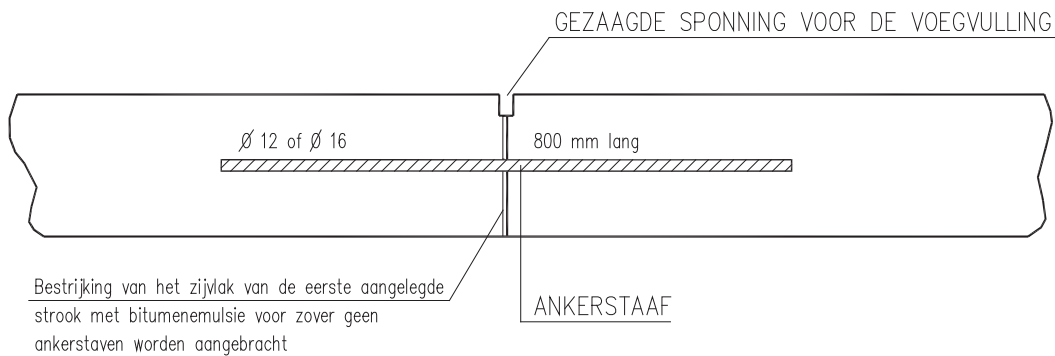 GEZAAGDE SPONNING VOOR DE VOEGVULLING
Ø 12 of Ø 16
800 mm lang
Bestrijking van het zijvlak van de eerste aangelegde
strook met bitumenemulsie voor zover geen
ankerstaven worden aangebracht
ANKERSTAAF